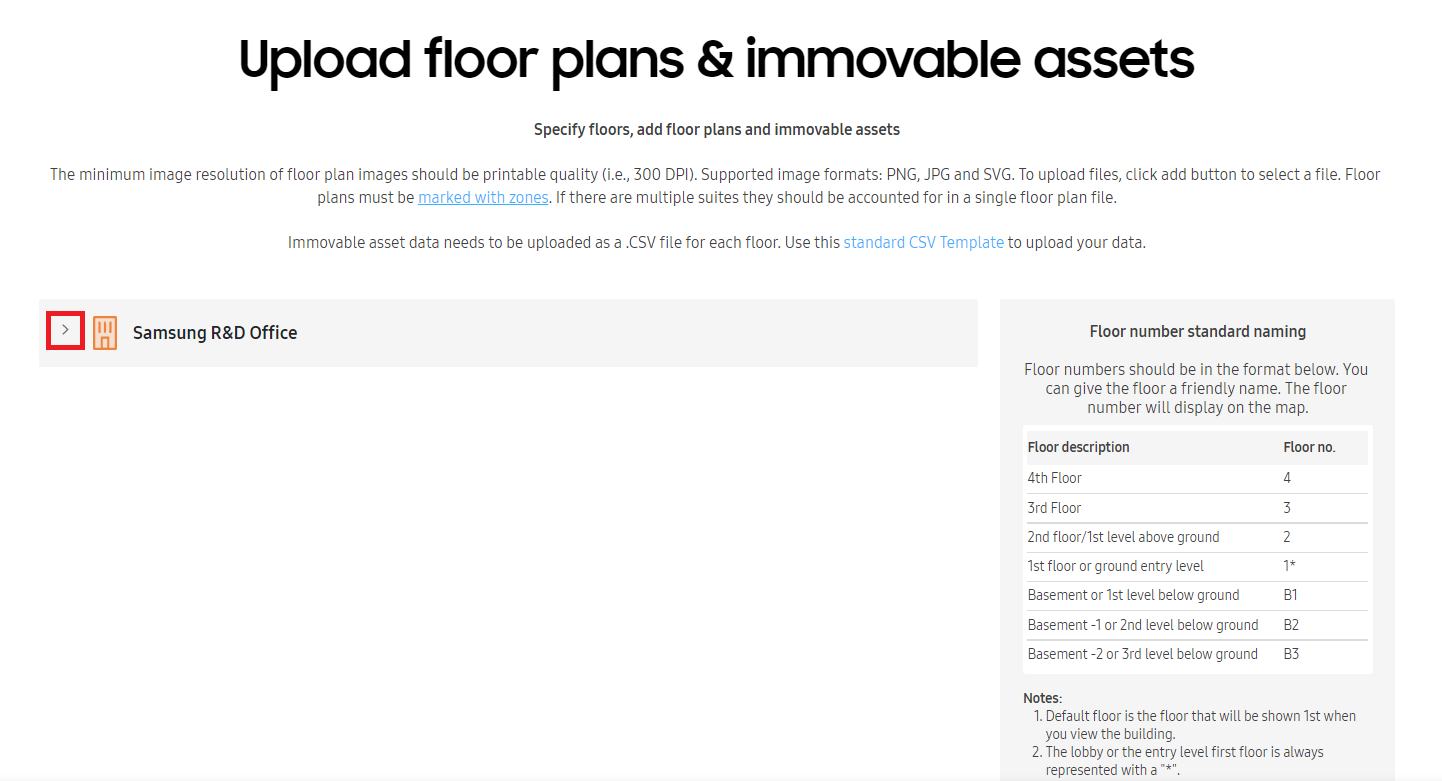 Upload floor plans & immovable assets
Specify floors, add floor plans and immovable assets
The minimum image resolution of floor plan images should be printable quality (i.e., 300 DPI). Supported image formats: PNG, JPG and SVG. To upload files, click add button to select a file. Floor
plans must be marked with zones. If there are multiple suites they should be accounted for in a single floor plan file.
Immovable asset data needs to be uploaded as a .CSV file for each floor. Use this standard CSV Template to upload your data.
Samsung R&D Office
Floor number standard naming
Floor numbers should be in the format below. You
can give the floor a friendly name. The floor
number will display on the map.
Floor description Floor no.
4th Floor 4
3rd Floor 3
2nd floor/1st level above ground 2
1st floor or ground entry level 1*
Basement or 1st level below ground B1
Basement -1 or 2nd level below ground B2
Basement -2 or 3rd level below ground B3
Notes:
1. Default floor is the floor that will be shown 1st when
you view the building.
2. The lobby or the entry level first floor is always
represented with a "*".